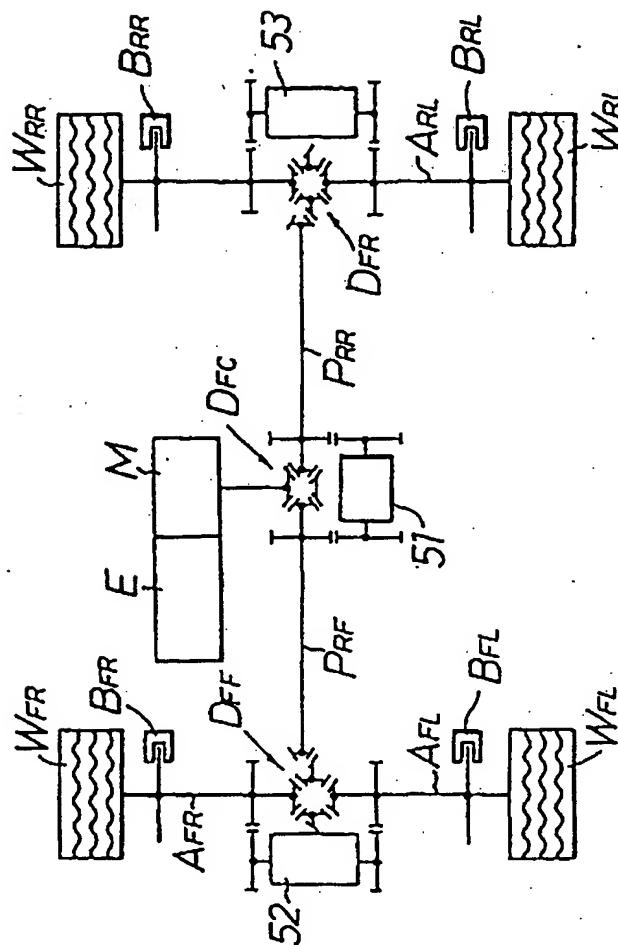 WRR
BRR
53
BRL
WRL
ARL
DFR
PRR
DFC
M
E
51
PRF
WFR
BFR
DFF
BFL
WFL
AFL
AFR
52